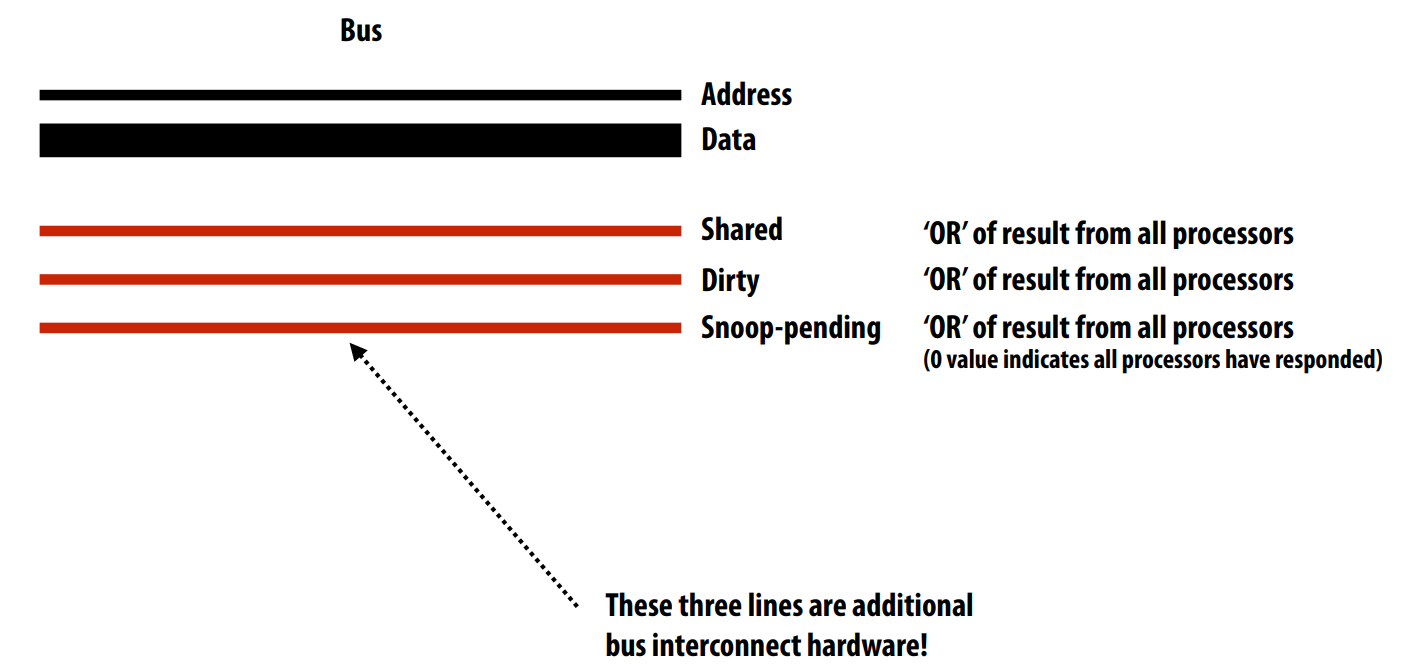 Bus
Address
Data
Shared ‘OR’ of result from all processors
Dirty ‘OR’ of result from all processors
Snoop-pending ‘OR’ of result from all processors
(0 value indicates all processors have responded)
These three lines are additional
bus interconnect hardware!